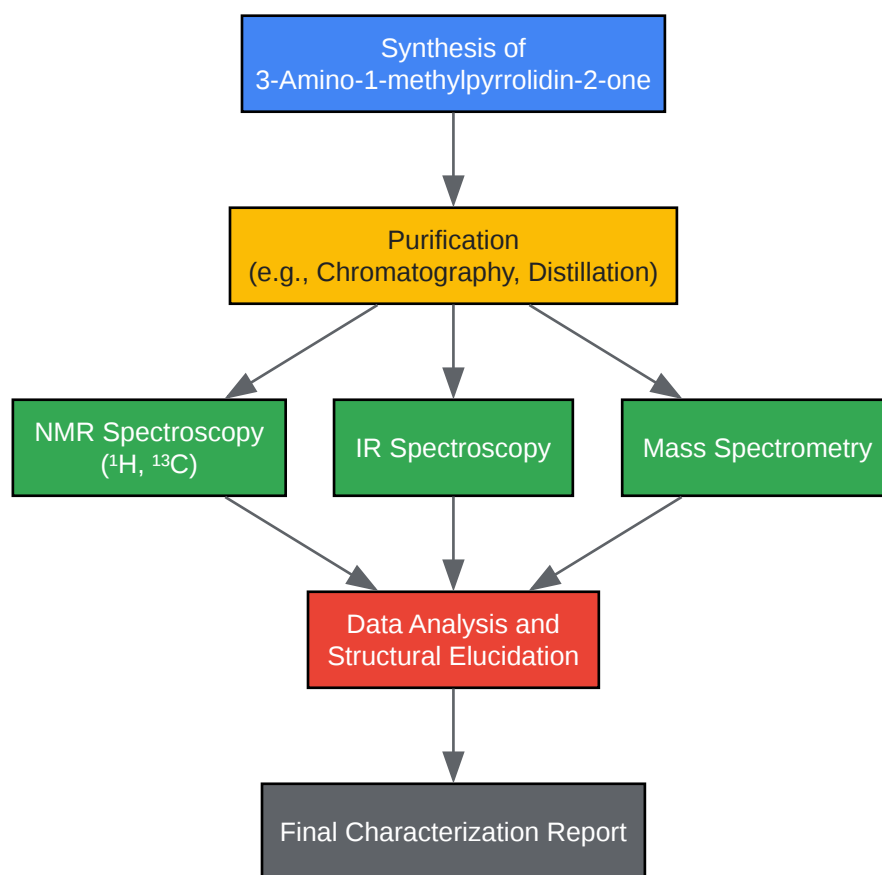 Synthesis of
3-Amino-1-methylpyrrolidin-2-one
Purification
(e.g., Chromatography, Distillation)
NMR Spectroscopy
(¹H, ¹³C)
IR Spectroscopy
Mass Spectrometry
Data Analysis and
Structural Elucidation
Final Characterization Report